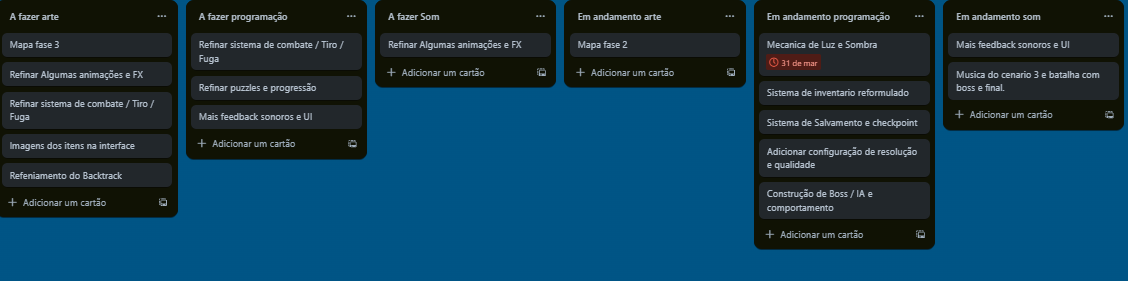 A fazer arte
Mapa fase 3
Refinar Algumas animações e FX
Refinar sistema de combate / Tiro /
Fuga
Imagens dos itens na interface
Refeniamento do Backtrack
Adicionar um cartão
A fazer programação
Refinar sistema de combate / Tiro /
Fuga
Refinar puzzles e progressão
Mais feedback sonoros e UI
Adicionar um cartão
A fazer Som
Refinar Algumas animações e FX
Adicionar um cartão
Em andamento arte
Mapa fase 2
Adicionar um cartão
Em andamento programação
Mecanica de Luz e Sombra
31 de mar
Sistema de inventario reformulado
Sistema de Salvamento e checkpoint
Adicionar configuração de resolução
e qualidade
Construção de Boss / IA e
comportamento
Adicionar um cartão
Em andamento som
Mais feedback sonoros e UI
Musica do cenario 3 e batalha com
boss e final.
Adicionar um cartão